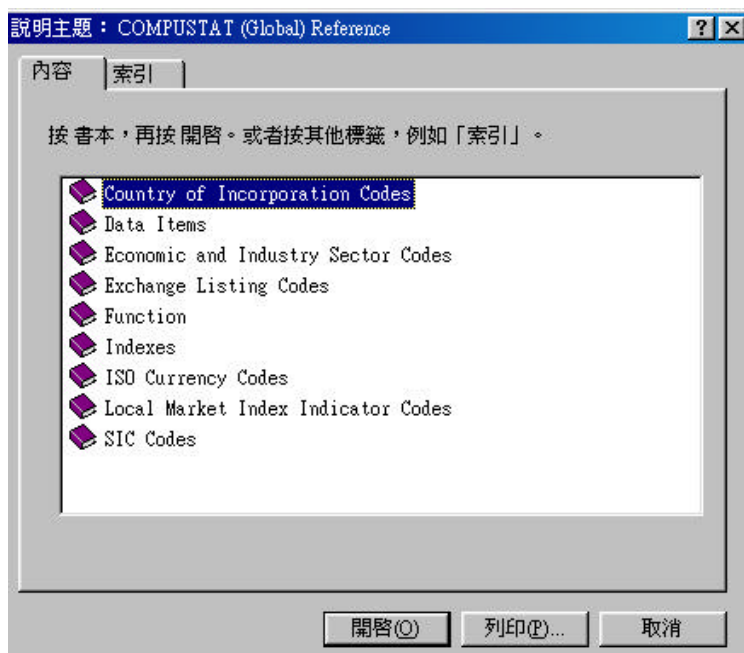 說明主題：COMPUSTAT (Global) Reference
內容 索引
按 書本，再按 開啓。或者按其他標籤，例如「索引」。
Country of Incorporation Codes
Data Items
Economic and Industry Sector Codes
Exchange Listing Codes
Function
Indexes
ISO Currency Codes
Local Market Index Indicator Codes
SIC Codes
開啓(O) 列印(P)... 取消